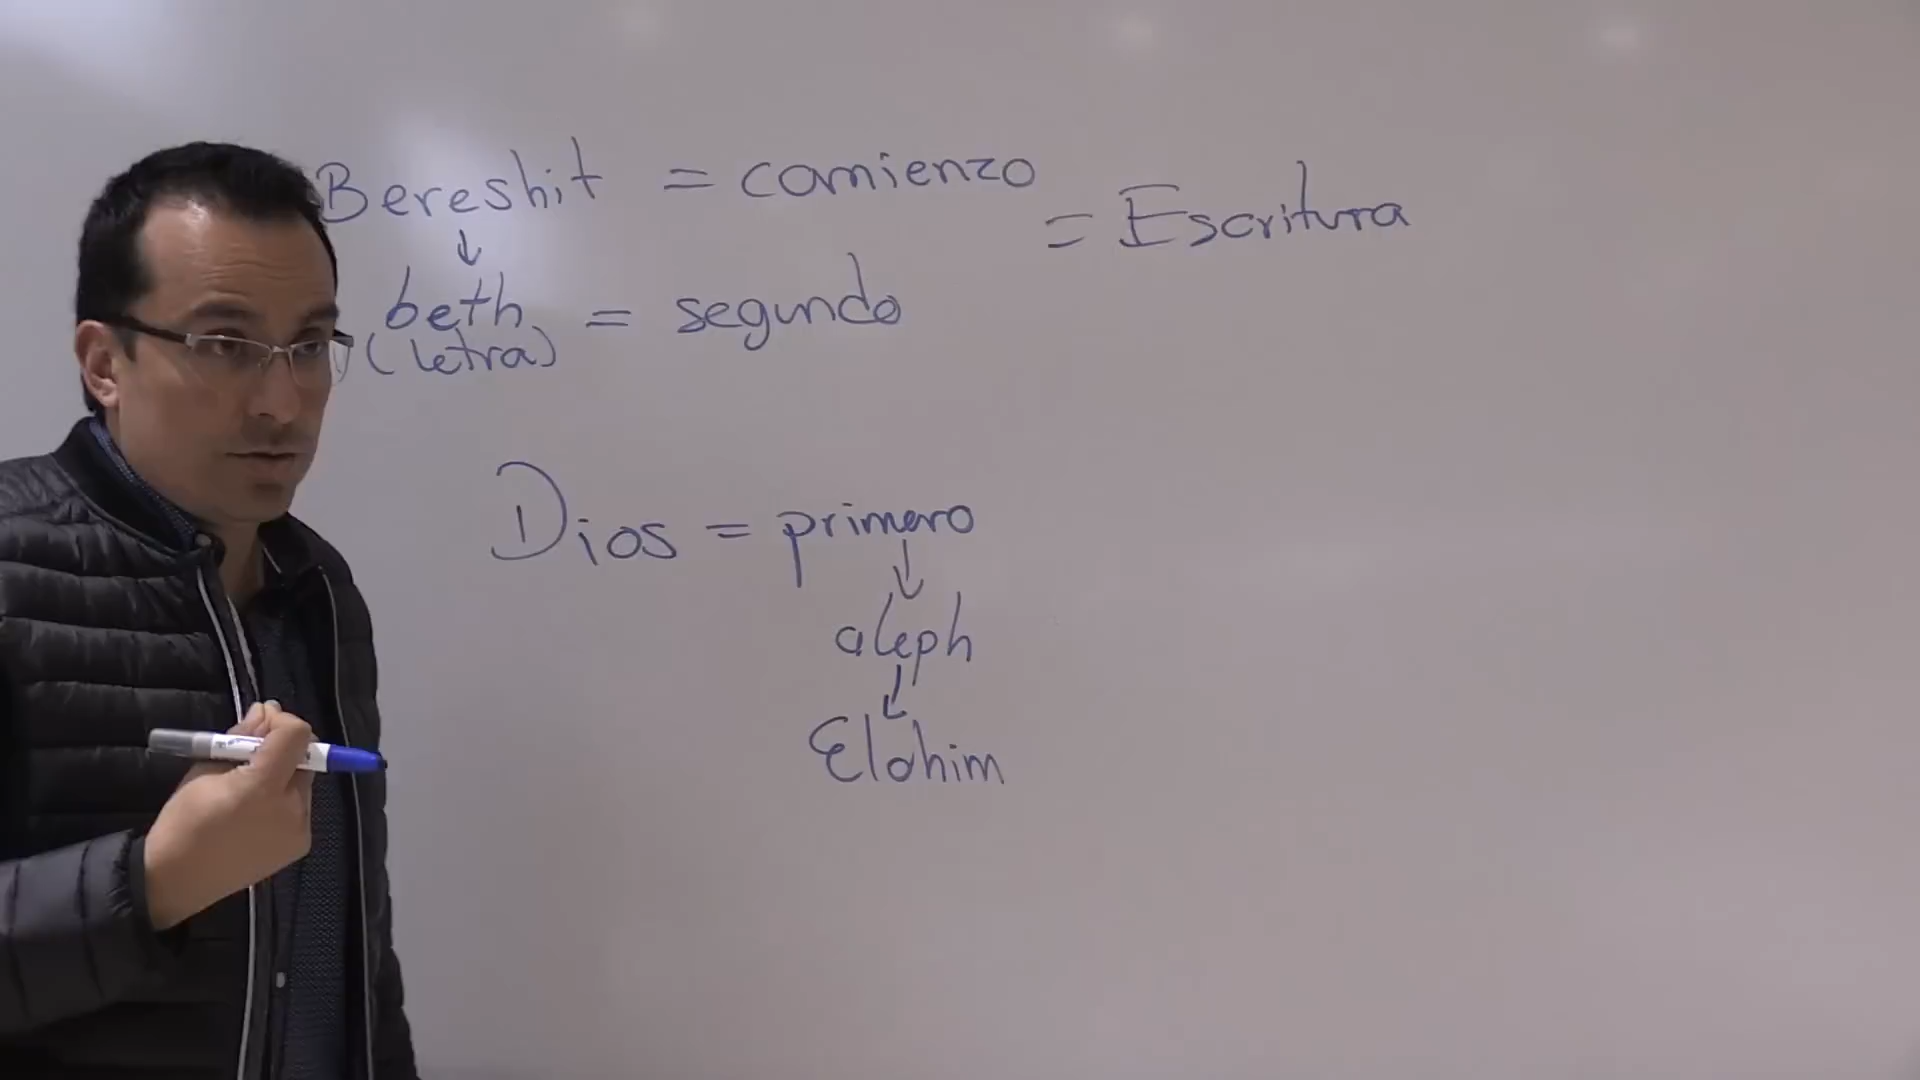 Bereshit = comienzo
= Escritura
↓
beth = segundo
(letra)
Dios = primero
↓
aleph
↓
Elohim